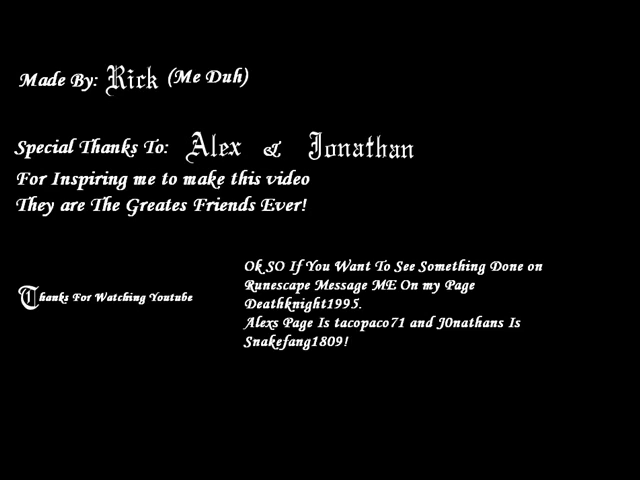 Made By: Rick (Me Duh)
Special Thanks To: Alex & Jonathan
For Inspiring me to make this video
They are The Greates Friends Ever!
Thanks For Watching Youtube
Ok SO If You Want To See Something Done on
Runescape Message ME On my Page
Deathknight1995.
Alexs Page Is tacopaco71 and J0nathans Is
Snakefang1809!